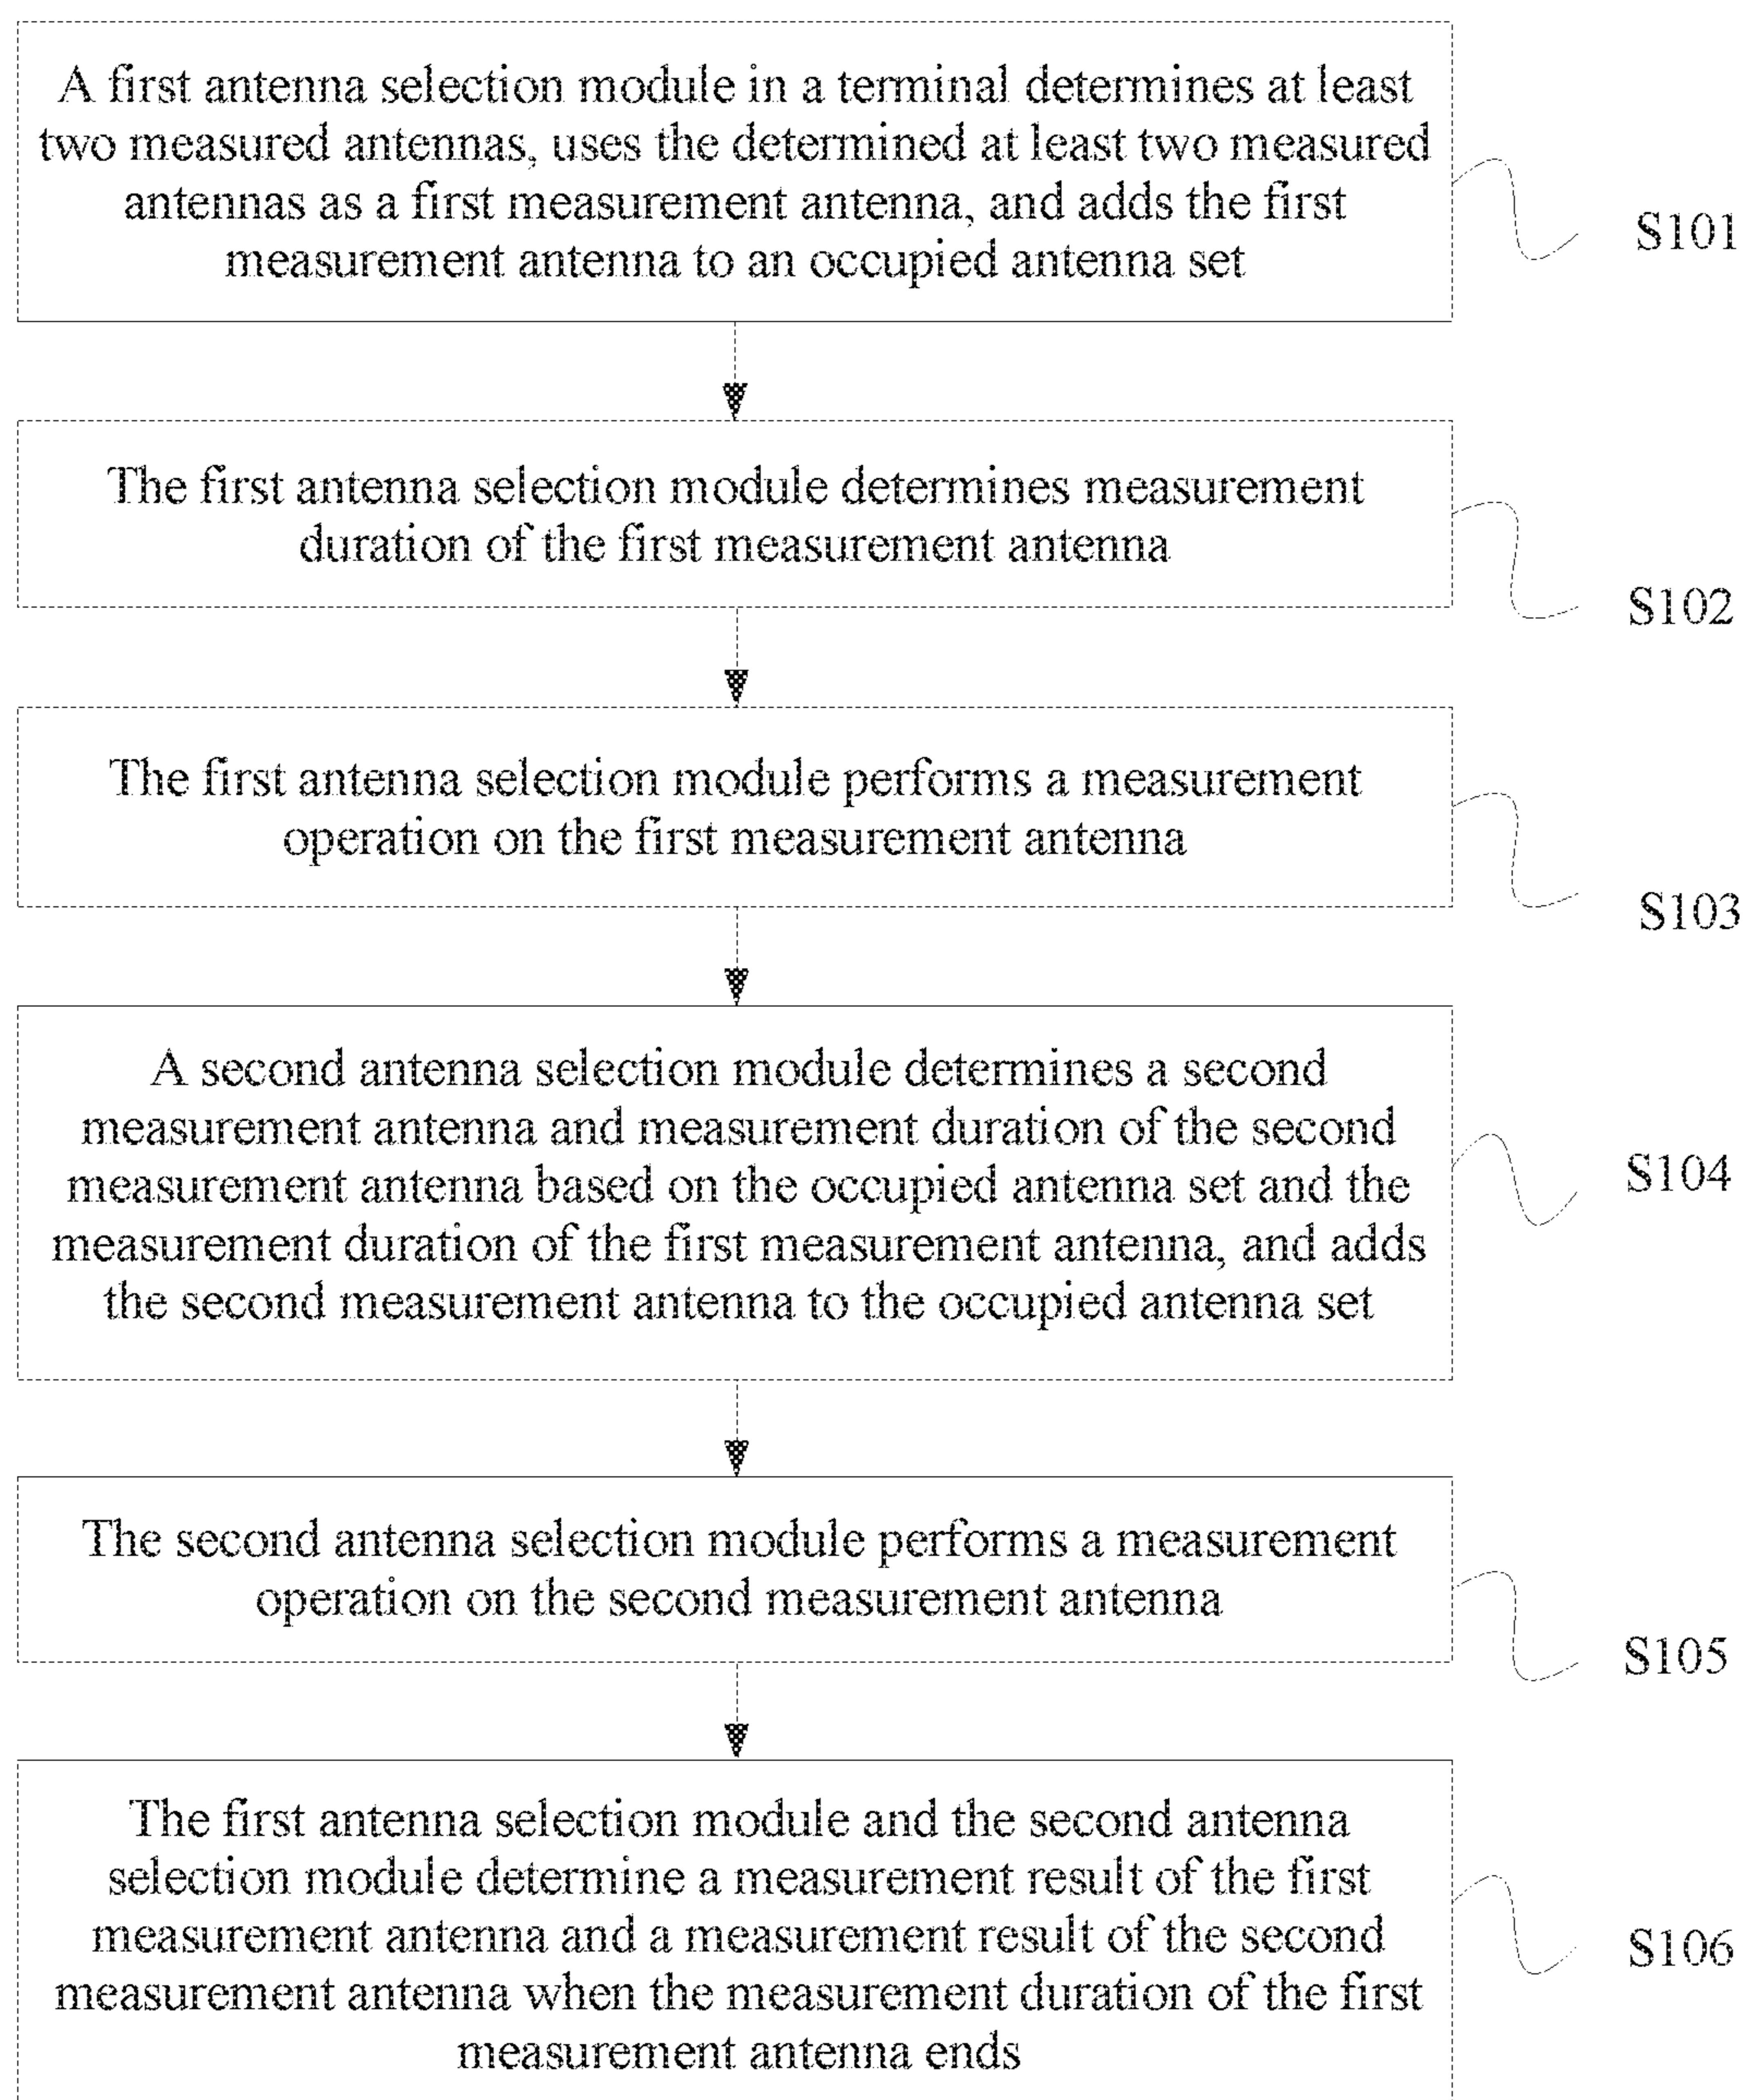 A first antenna selection module in a terminal determines at least
two measured antennas, uses the determined at least two measured
antennas as a first measurement antenna, and adds the first
measurement antenna to an occupied antenna set
S101
The first antenna selection module determines measurement
duration of the first measurement antenna
S102
The first antenna selection module performs a measurement
operation on the first measurement antenna
S103
A second antenna selection module determines a second
measurement antenna and measurement duration of the second
measurement antenna based on the occupied antenna set and the
measurement duration of the first measurement antenna, and adds
the second measurement antenna to the occupied antenna set
S104
The second antenna selection module performs a measurement
operation on the second measurement antenna
S105
The first antenna selection module and the second antenna
selection module determine a measurement result of the first
measurement antenna and a measurement result of the second
measurement antenna when the measurement duration of the first
measurement antenna ends
S106